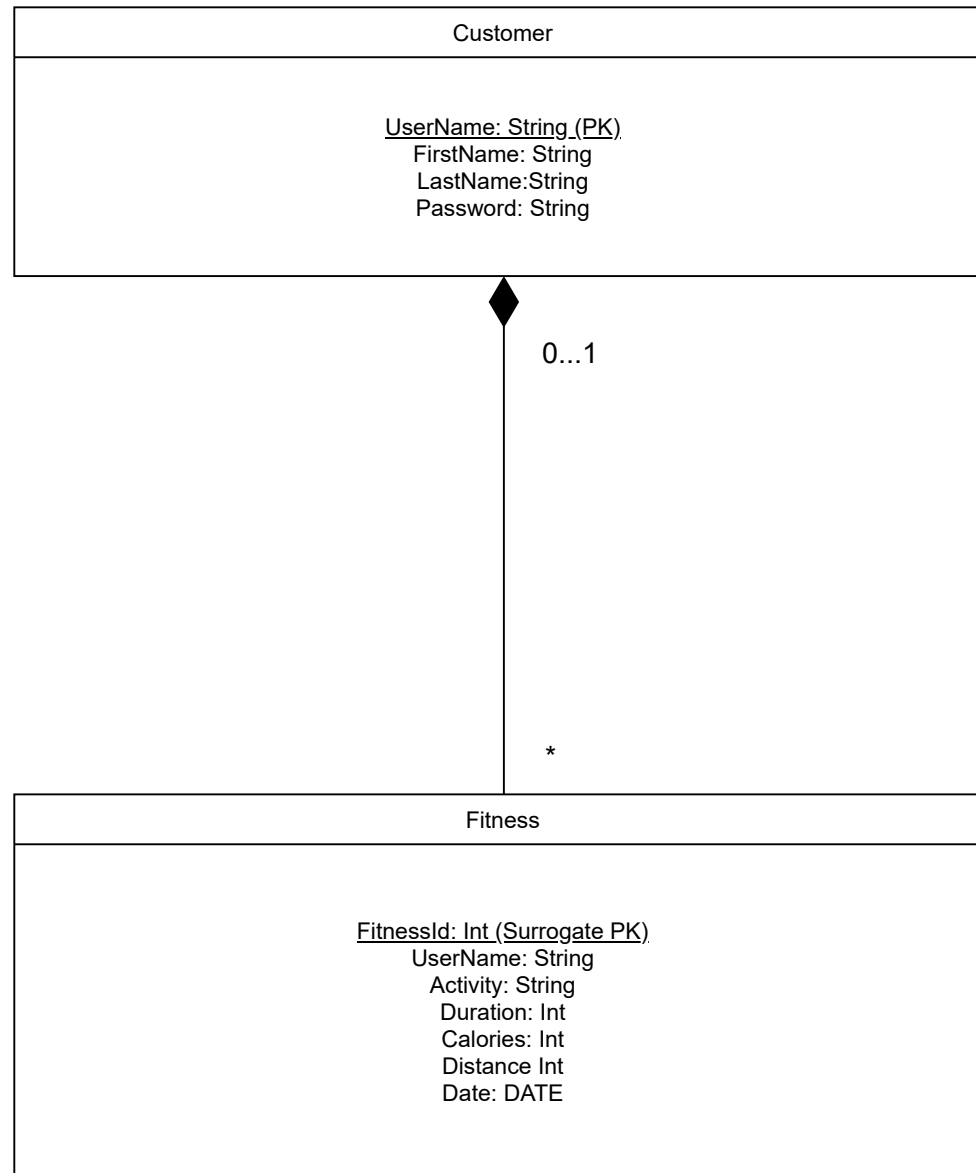 Customer
UserName: String (PK)
FirstName: String
LastName:String
Password: String
0...1
*
Fitness
FitnessId: Int (Surrogate PK)
UserName: String
Activity: String
Duration: Int
Calories: Int
Distance Int
Date: DATE